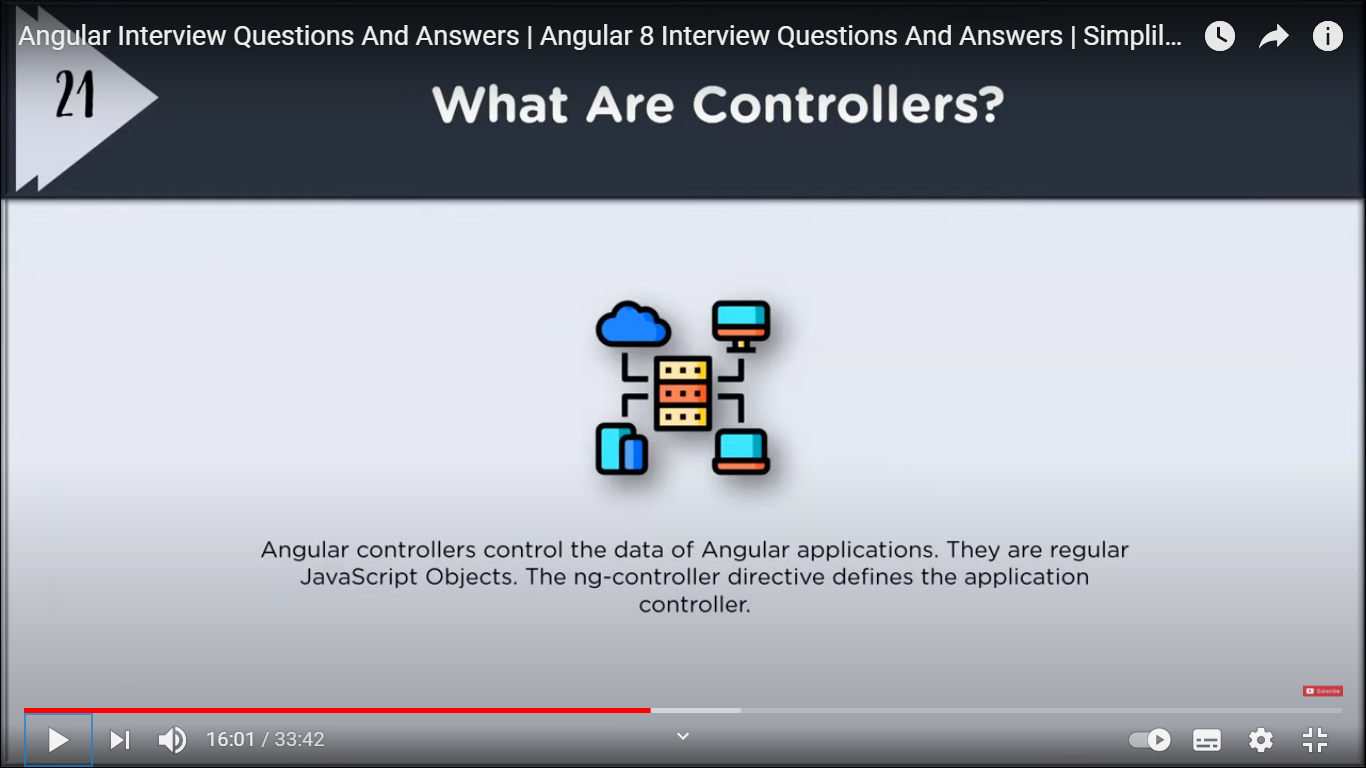 Angular Interview Questions And Answers | Angular 8 Interview Questions And Answers | Simplil...
21
What Are Controllers?
Angular controllers control the data of Angular applications. They are regular
JavaScript Objects. The ng-controller directive defines the application
controller.
Subscribe
16:01 / 33:42